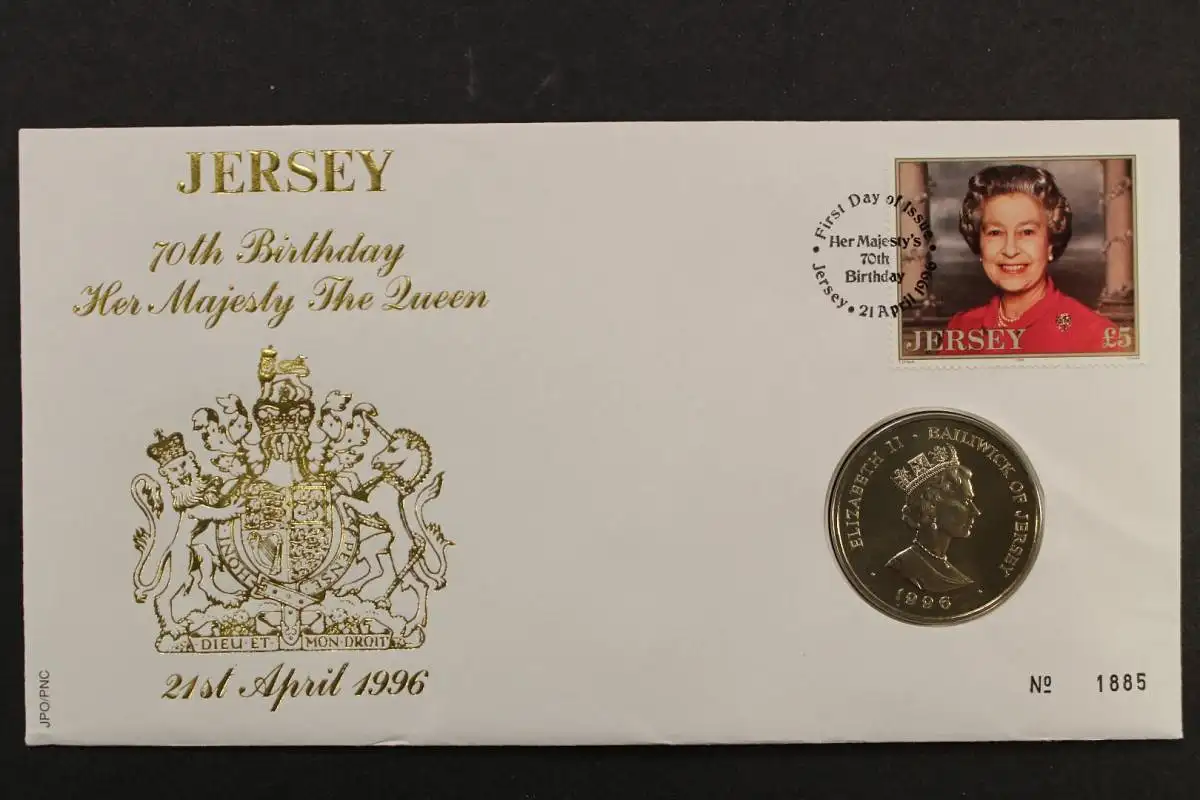 JERSEY
70th Birthday
Her Majesty The Queen
DIEU·ET MON·DROIT
21st April 1996
JPO/PNC
First Day of Issue
Her Majesty's
70th
Birthday
Jersey • 21 April 1996
JERSEY £5
ELIZABETH II · BAILIWICK OF JERSEY
1996
Nº 1885